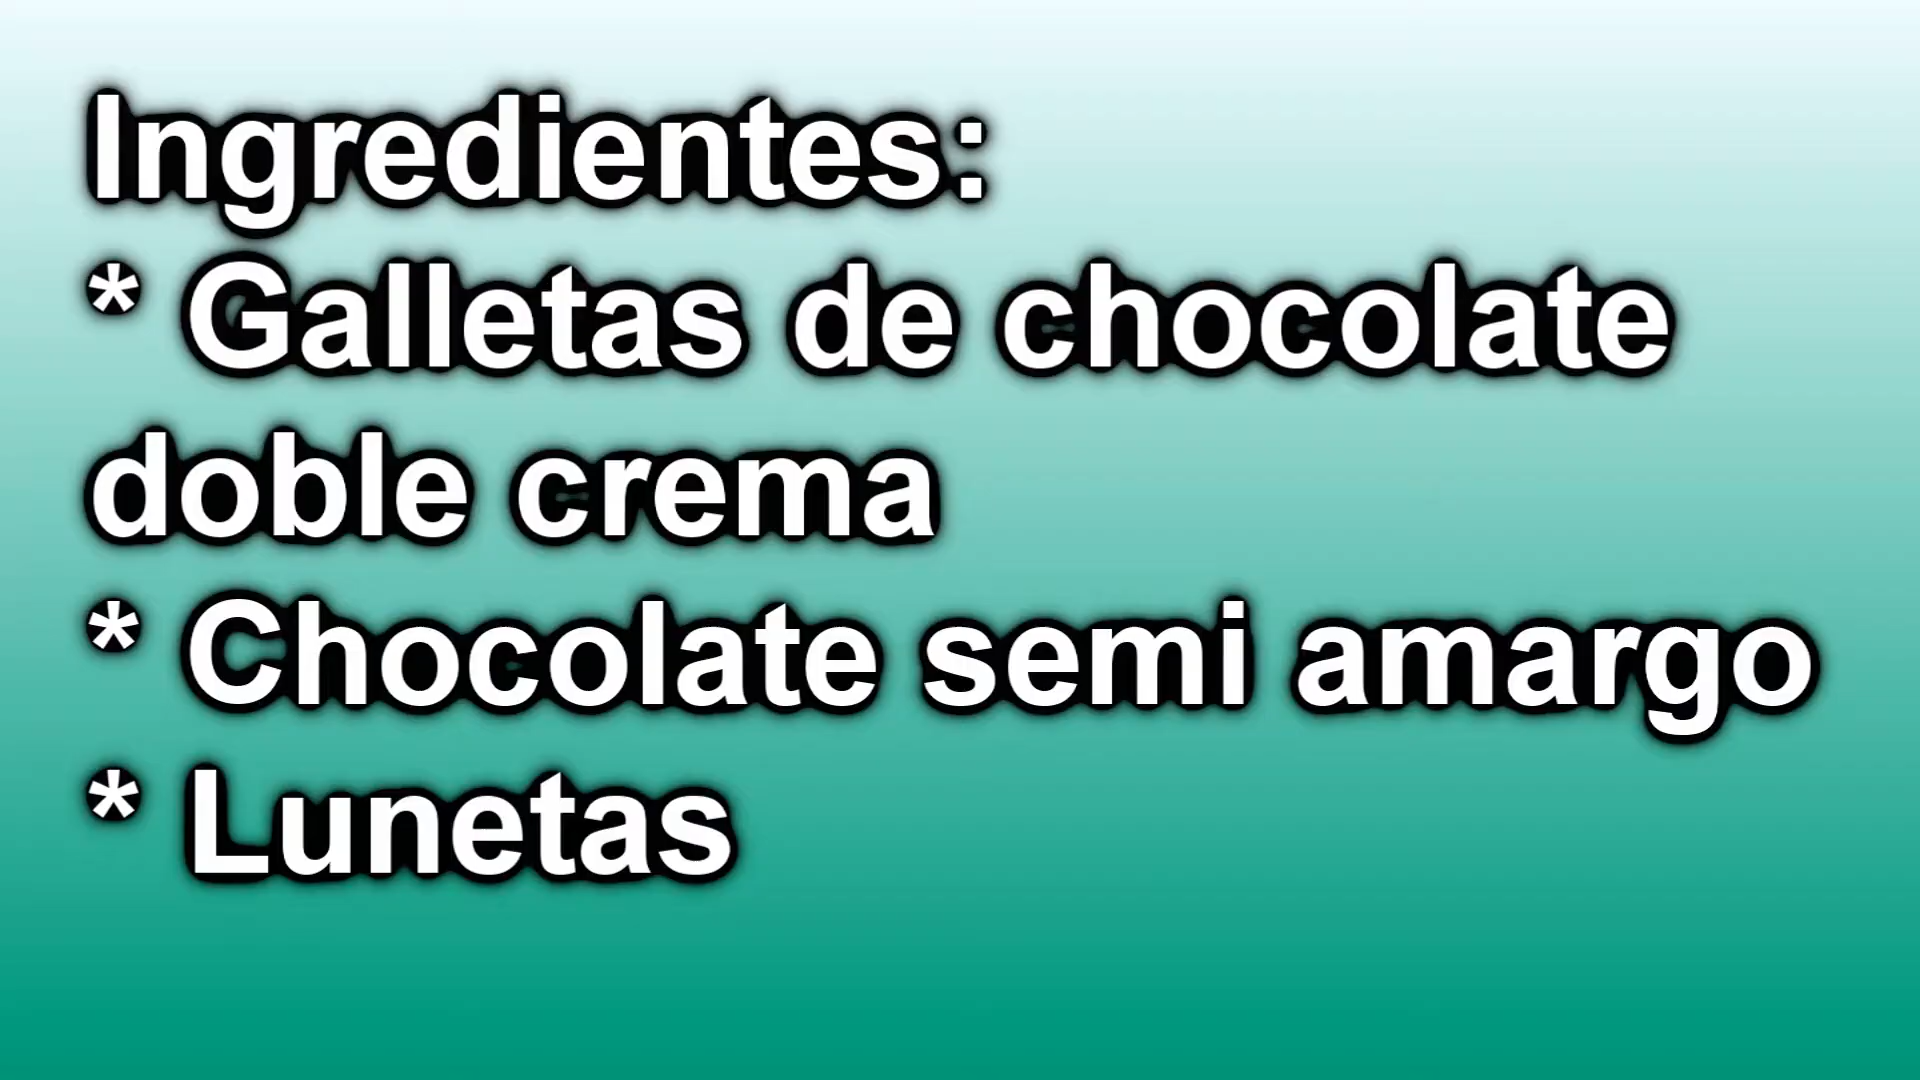 Ingredientes:
* Galletas de chocolate
doble crema
* Chocolate semi amargo
* Lunetas